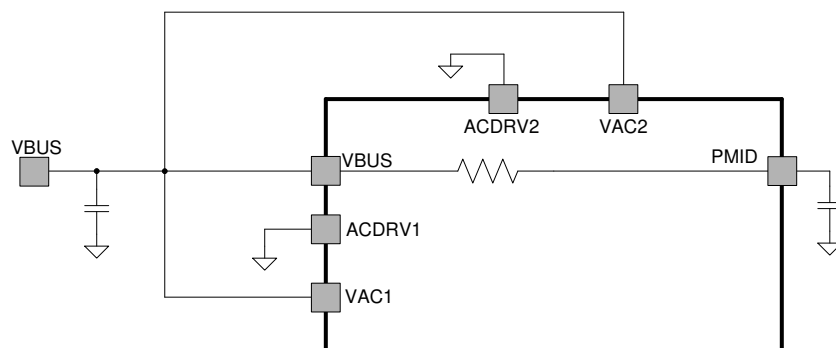 ACDRV2
VAC2
VBUS
VBUS
PMID
ACDRV1
VAC1